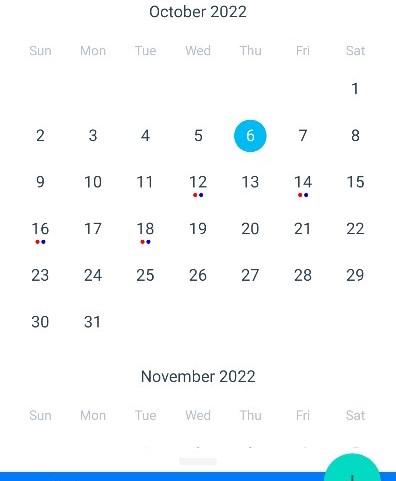 October 2022
Sun Mon Tue Wed Thu Fri Sat
1
2 3 4 5 6 7 8
9 10 11 12 13 14 15
16 17 18 19 20 21 22
23 24 25 26 27 28 29
30 31
November 2022
Sun Mon Tue Wed Thu Fri Sat